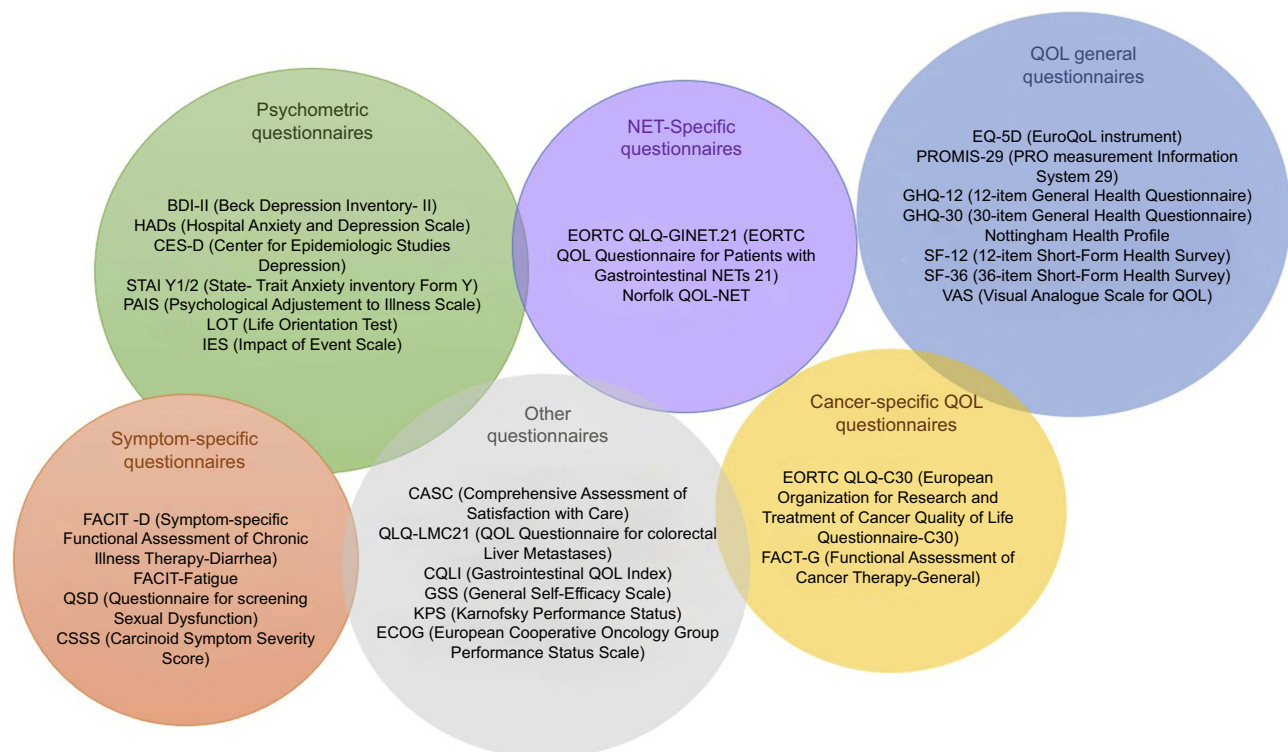 Psychometric
questionnaires
BDI-II (Beck Depression Inventory- II)
HADs (Hospital Anxiety and Depression Scale)
CES-D (Center for Epidemiologic Studies
Depression)
STAI Y1/2 (State- Trait Anxiety inventory Form Y)
PAIS (Psychological Adjustement to Illness Scale)
LOT (Life Orientation Test)
IES (Impact of Event Scale)
NET-Specific
questionnaires
EORTC QLQ-GINET.21 (EORTC
QOL Questionnaire for Patients with
Gastrointestinal NETs 21)
Norfolk QOL-NET
QOL general
questionnaires
EQ-5D (EuroQoL instrument)
PROMIS-29 (PRO measurement Information
System 29)
GHQ-12 (12-item General Health Questionnaire)
GHQ-30 (30-item General Health Questionnaire)
Nottingham Health Profile
SF-12 (12-item Short-Form Health Survey)
SF-36 (36-item Short-Form Health Survey)
VAS (Visual Analogue Scale for QOL)
Symptom-specific
questionnaires
FACIT -D (Symptom-specific
Functional Assessment of Chronic
Illness Therapy-Diarrhea)
FACIT-Fatigue
QSD (Questionnaire for screening
Sexual Dysfunction)
CSSS (Carcinoid Symptom Severity
Score)
Other
questionnaires
CASC (Comprehensive Assessment of
Satisfaction with Care)
QLQ-LMC21 (QOL Questionnaire for colorectal
Liver Metastases)
CQLI (Gastrointestinal QOL Index)
GSS (General Self-Efficacy Scale)
KPS (Karnofsky Performance Status)
ECOG (European Cooperative Oncology Group
Performance Status Scale)
Cancer-specific QOL
questionnaires
EORTC QLQ-C30 (European
Organization for Research and
Treatment of Cancer Quality of Life
Questionnaire-C30)
FACT-G (Functional Assessment of
Cancer Therapy-General)